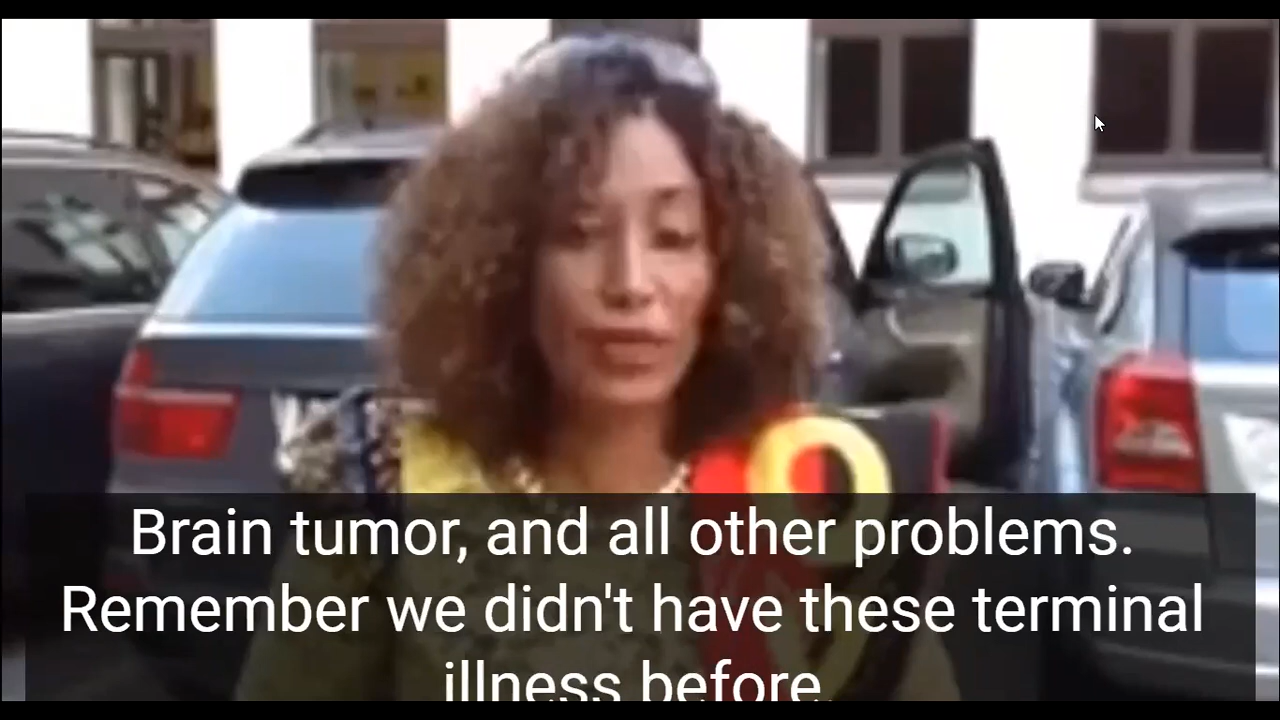 Brain tumor, and all other problems.
Remember we didn't have these terminal
illness before.